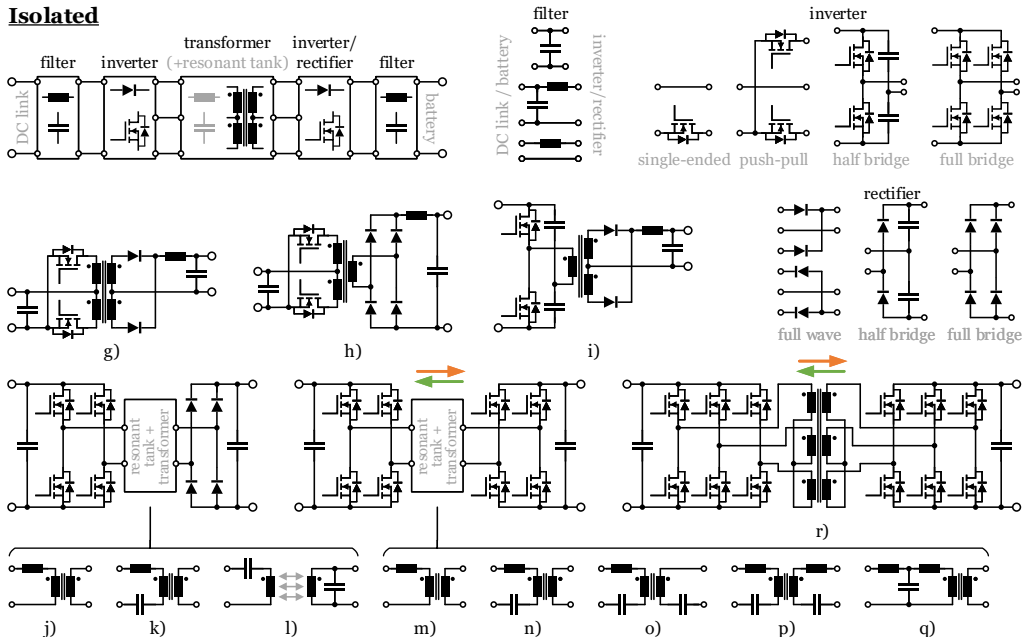 Isolated
transformer
inverter/
filter
inverter
(+resonant tank)
rectifier
filter
DC link
battery
filter
DC link / battery
inverter/rectifier
inverter
single-ended
push-pull
half bridge
full bridge
rectifier
full wave
half bridge
full bridge
g)
h)
i)
resonant
tank +
transformer
resonant
tank +
transformer
r)
j)
k)
l)
m)
n)
o)
p)
q)